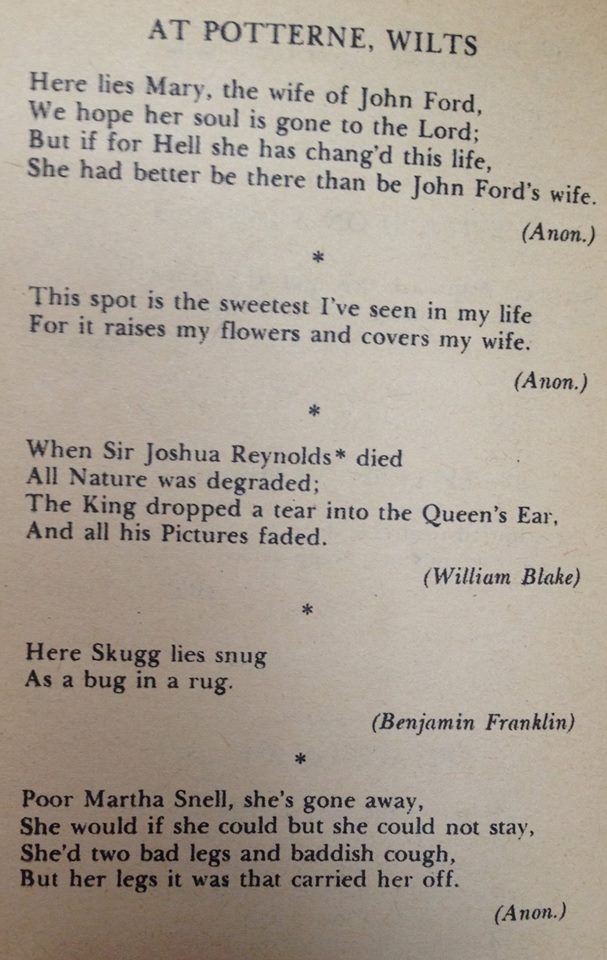 AT POTTERNE, WILTS
Here lies Mary, the wife of John Ford,
We hope her soul is gone to the Lord;
But if for Hell she has chang'd this life,
She had better be there than be John Ford's wife.
(Anon.)
*
This spot is the sweetest I've seen in my life
For it raises my flowers and covers my wife.
(Anon.)
*
When Sir Joshua Reynolds* died
All Nature was degraded;
The King dropped a tear into the Queen's Ear,
And all his Pictures faded.
(William Blake)
*
Here Skugg lies snug
As a bug in a rug.
(Benjamin Franklin)
*
Poor Martha Snell, she's gone away,
She would if she could but she could not stay,
She'd two bad legs and baddish cough,
But her legs it was that carried her off.
(Anon.)